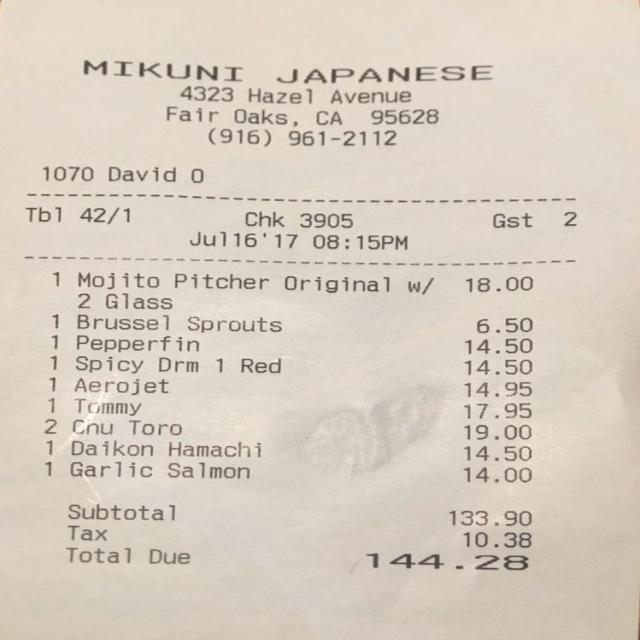 MIKUNI JAPANESE
4323 Hazel Avenue
Fair Oaks, CA 95628
(916) 961-2112
1070 David O
Tbl 42/1 Chk 3905 Gst 2
Jul16'17 08:15PM
1 Mojito Pitcher Original w/ 18.00
2 Glass
1 Brussel Sprouts 6.50
1 Pepperfin 14.50
1 Spicy Drm 1 Red 14.50
1 Aerojet 14.95
1 Tommy 17.95
2 Chu Toro 19.00
1 Daikon Hamachi 14.50
1 Garlic Salmon 14.00
Subtotal 133.90
Tax 10.38
Total Due 144.28